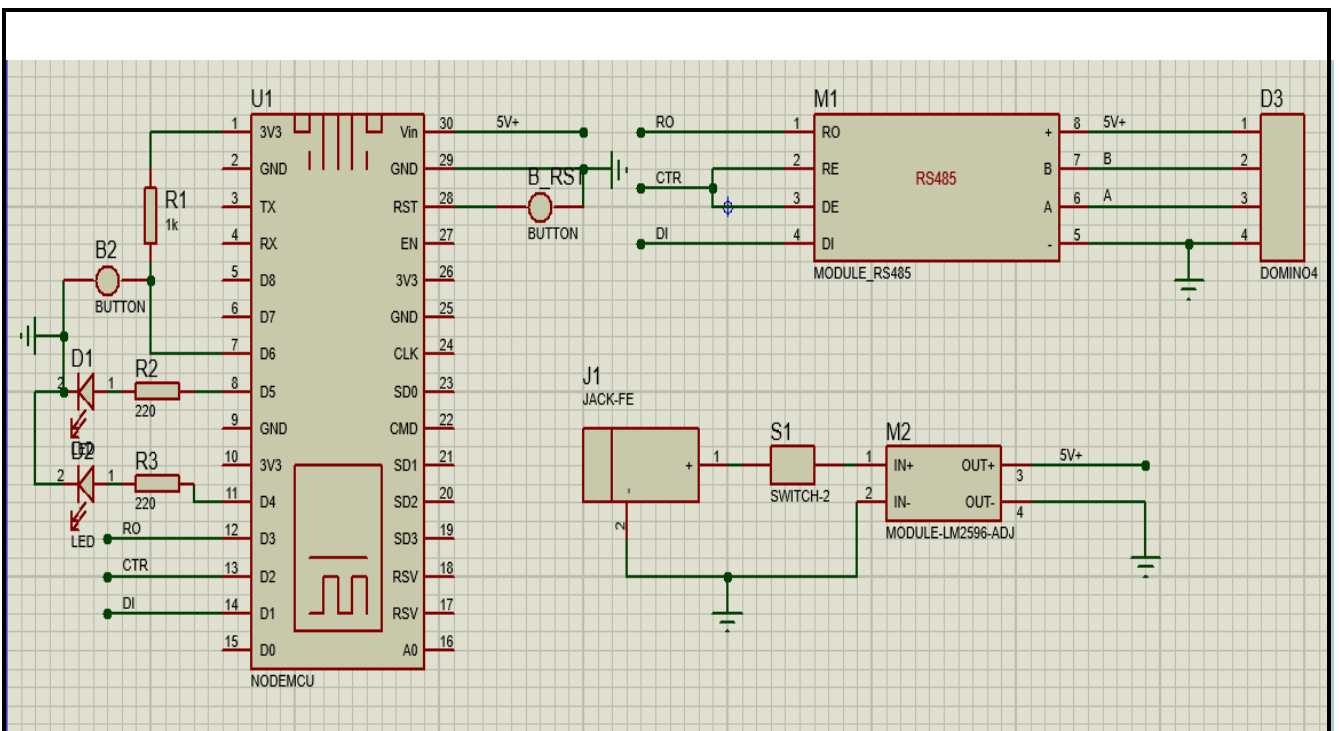 U1
1 3V3
2 GND
3 TX
4 RX
5 D8
6 D7
7 D6
8 D5
9 GND
10 3V3
11 D4
12 D3
13 D2
14 D1
15 D0
Vin 30
GND 29
RST 28
EN 27
3V3 26
GND 25
CLK 24
SD0 23
CMD 22
SD1 21
SD2 20
SD3 19
RSV 18
RSV 17
A0 16
NODEMCU
R1
1k
B2
BUTTON
D1
2 1
R2
220
LED
D2
2 1
R3
220
LED
RO
CTR
DI
5V+
B_RST
BUTTON
RO
CTR
DI
M1
1 RO
2 RE
3 DE
4 DI
RS485
+ 8
B 7
A 6
- 5
MODULE_RS485
5V+
B
A
D3
1
2
3
4
DOMINO4
J1
JACK-FE
+ 1
- 2
S1
SWITCH-2
M2
1 IN+
2 IN-
OUT+ 3
OUT- 4
MODULE-LM2596-ADJ
5V+